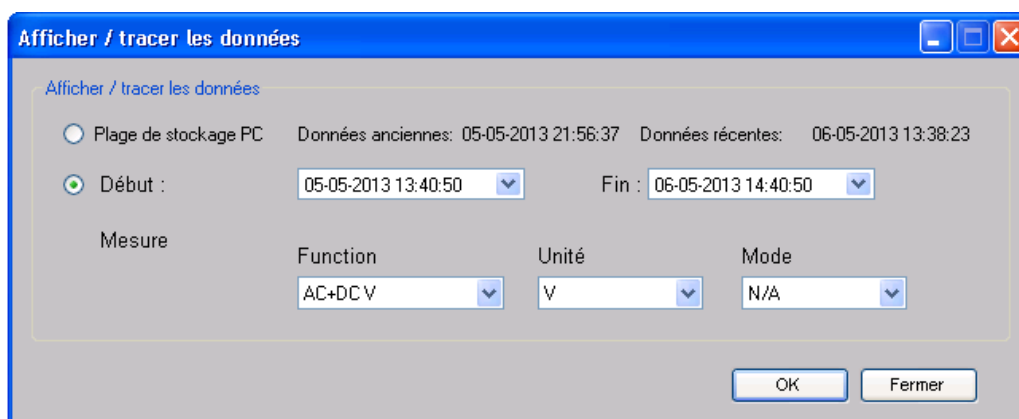 Afficher / tracer les données
Afficher / tracer les données
Plage de stockage PC Données anciennes: 05-05-2013 21:56:37 Données récentes: 06-05-2013 13:38:23
Début : 05-05-2013 13:40:50 Fin : 06-05-2013 14:40:50
Mesure
Function Unité Mode
AC+DC V V N/A
OK Fermer